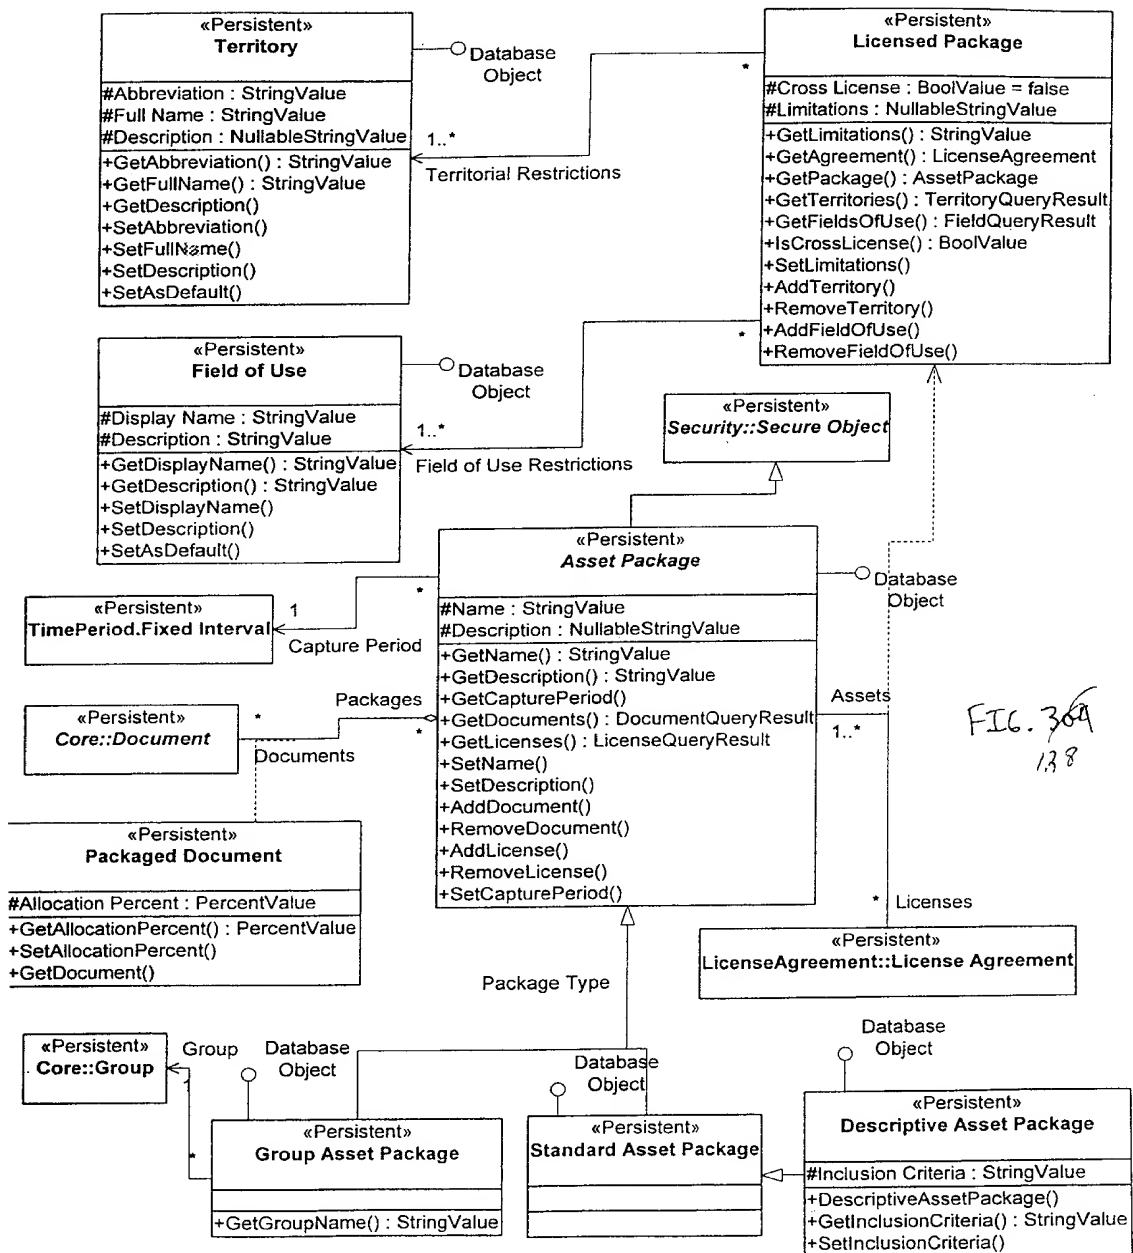 «Persistent»
Territory
Database
Object
#Abbreviation : StringValue
#Full Name : StringValue
#Description : NullableStringValue
+GetAbbreviation() : StringValue
+GetFullName() : StringValue
+GetDescription()
+SetAbbreviation()
+SetFullName()
+SetDescription()
+SetAsDefault()
1..*
Territorial Restrictions
*
«Persistent»
Licensed Package
#Cross License : BoolValue = false
#Limitations : NullableStringValue
+GetLimitations() : StringValue
+GetAgreement() : LicenseAgreement
+GetPackage() : AssetPackage
+GetTerritories() : TerritoryQueryResult
+GetFieldsOfUse() : FieldQueryResult
+IsCrossLicense() : BoolValue
+SetLimitations()
+AddTerritory()
+RemoveTerritory()
+AddFieldOfUse()
+RemoveFieldOfUse()
*
«Persistent»
Field of Use
Database
Object
#Display Name : StringValue
#Description : StringValue
+GetDisplayName() : StringValue
+GetDescription() : StringValue
+SetDisplayName()
+SetDescription()
+SetAsDefault()
1..*
Field of Use Restrictions
«Persistent»
Security::Secure Object
«Persistent»
Asset Package
Database
Object
#Name : StringValue
#Description : NullableStringValue
+GetName() : StringValue
+GetDescription() : StringValue
+GetCapturePeriod()
+GetDocuments() : DocumentQueryResult
+GetLicenses() : LicenseQueryResult
+SetName()
+SetDescription()
+AddDocument()
+RemoveDocument()
+AddLicense()
+RemoveLicense()
+SetCapturePeriod()
«Persistent»
TimePeriod.Fixed Interval
1
*
Capture Period
Packages
*
*
Documents
«Persistent»
Core::Document
«Persistent»
Packaged Document
#Allocation Percent : PercentValue
+GetAllocationPercent() : PercentValue
+SetAllocationPercent()
+GetDocument()
Assets
1..*
FIG.
138
* Licenses
«Persistent»
LicenseAgreement::License Agreement
Package Type
«Persistent»
Core::Group
Group
1
*
Database
Object
«Persistent»
Group Asset Package
+GetGroupName() : StringValue
Database
Object
«Persistent»
Standard Asset Package
Database
Object
«Persistent»
Descriptive Asset Package
#Inclusion Criteria : StringValue
+DescriptiveAssetPackage()
+GetInclusionCriteria() : StringValue
+SetInclusionCriteria()